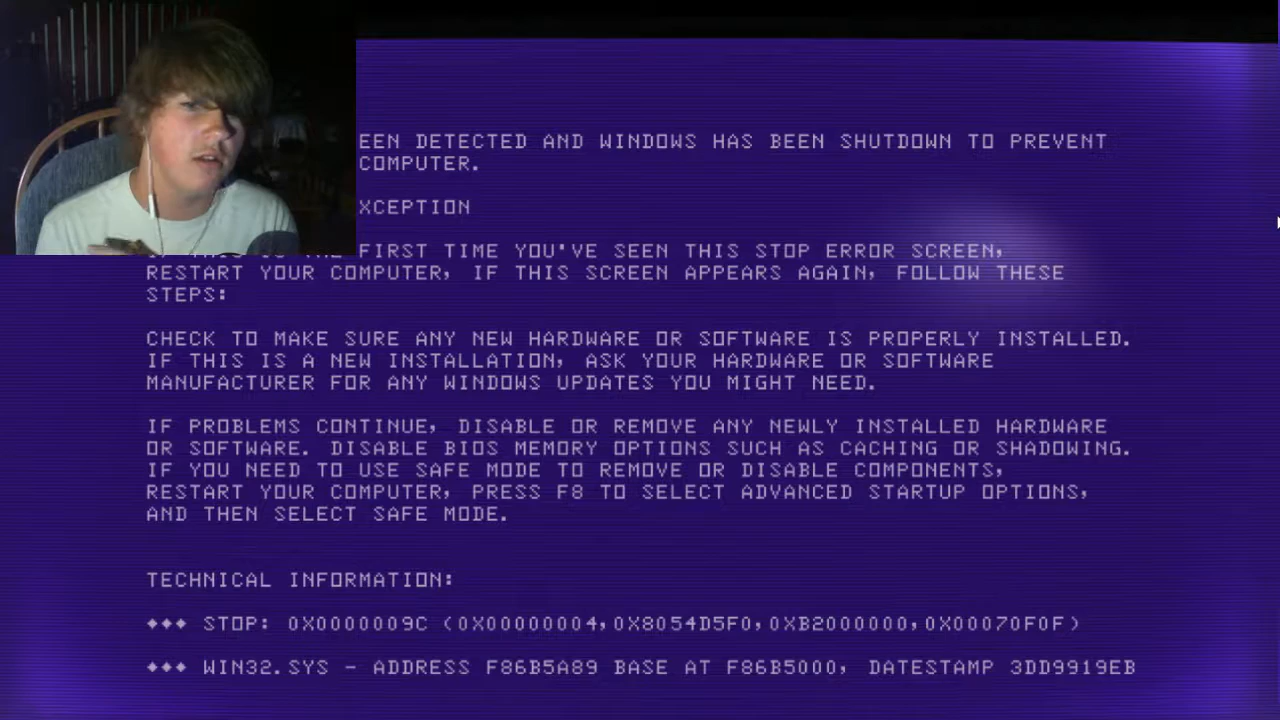 EEN DETECTED AND WINDOWS HAS BEEN SHUTDOWN TO PREVENT
COMPUTER.
XCEPTION
FIRST TIME YOU'VE SEEN THIS STOP ERROR SCREEN,
RESTART YOUR COMPUTER, IF THIS SCREEN APPEARS AGAIN, FOLLOW THESE
STEPS:
CHECK TO MAKE SURE ANY NEW HARDWARE OR SOFTWARE IS PROPERLY INSTALLED.
IF THIS IS A NEW INSTALLATION, ASK YOUR HARDWARE OR SOFTWARE
MANUFACTURER FOR ANY WINDOWS UPDATES YOU MIGHT NEED.
IF PROBLEMS CONTINUE, DISABLE OR REMOVE ANY NEWLY INSTALLED HARDWARE
OR SOFTWARE. DISABLE BIOS MEMORY OPTIONS SUCH AS CACHING OR SHADOWING.
IF YOU NEED TO USE SAFE MODE TO REMOVE OR DISABLE COMPONENTS,
RESTART YOUR COMPUTER, PRESS F8 TO SELECT ADVANCED STARTUP OPTIONS,
AND THEN SELECT SAFE MODE.
TECHNICAL INFORMATION:
◆◆◆ STOP: 0X0000009C (0X00000004,0X8054D5F0,0XB2000000,0X00070F0F)
◆◆◆ WIN32.SYS - ADDRESS F86B5A89 BASE AT F86B5000, DATESTAMP 3DD9919EB